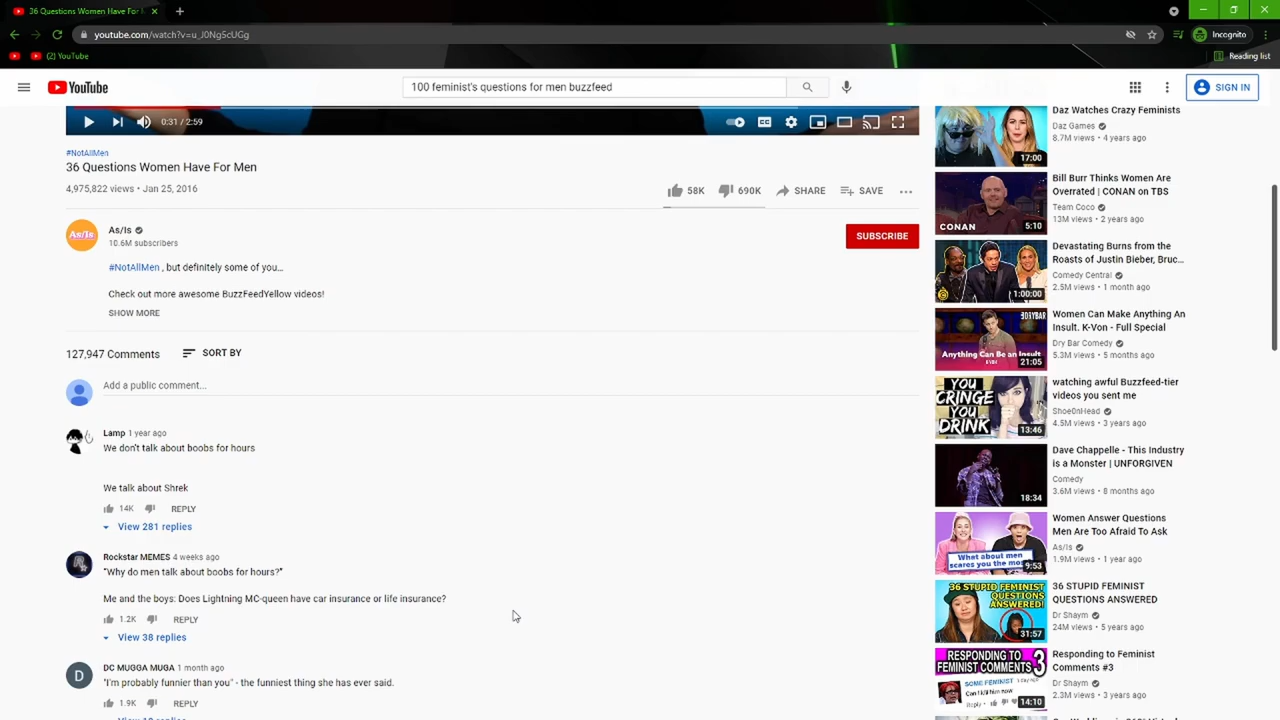 36 Questions Women Have For M
Incognito
youtube.com/watch?v=u_J0Ng5cUGg
(2) YouTube
Reading list
YouTube
100 feminist's questions for men buzzfeed
SIGN IN
0:31 / 2:59
#NotAllMen
36 Questions Women Have For Men
4,975,822 views • Jan 25, 2016
58K
690K
SHARE
SAVE
As/Is
As/Is
10.6M subscribers
SUBSCRIBE
#NotAllMen , but definitely some of you...
Check out more awesome BuzzFeedYellow videos!
SHOW MORE
127,947 Comments
SORT BY
Add a public comment...
Lamp 1 year ago
We don't talk about boobs for hours
We talk about Shrek
14K
REPLY
View 281 replies
Rockstar MEMES 4 weeks ago
"Why do men talk about boobs for hours?"
Me and the boys: Does Lightning MC-Queen have car insurance or life insurance?
1.2K
REPLY
View 38 replies
D
DC MUGGA MUGA 1 month ago
"I'm probably funnier than you" - the funniest thing she has ever said.
1.9K
REPLY
Daz Watches Crazy Feminists
Daz Games
8.7M views • 4 years ago
17:00
Bill Burr Thinks Women Are
Overrated | CONAN on TBS
Team Coco
13M views • 2 years ago
CONAN
5:10
Devastating Burns from the
Roasts of Justin Bieber, Bruc...
Comedy Central
2.5M views • 1 month ago
1:00:00
Women Can Make Anything An
Insult. K-Von - Full Special
Dry Bar Comedy
5.3M views • 5 months ago
DRYBAR
Anything Can Be an Insult
21:05
watching awful Buzzfeed-tier
videos you sent me
Shoe0nHead
4.5M views • 3 years ago
YOU
CRINGE
YOU
DRINK
13:46
Dave Chappelle - This Industry
is a Monster | UNFORGIVEN
Comedy
3.6M views • 8 months ago
18:34
Women Answer Questions
Men Are Too Afraid To Ask
As/Is
1.9M views • 1 year ago
What about men
scares you the mos
9:53
36 STUPID FEMINIST
QUESTIONS ANSWERED
Dr Shaym
24M views • 5 years ago
36 STUPID FEMINIST
QUESTIONS
ANSWERED!
31:57
Responding to Feminist
Comments #3
Dr Shaym
2.3M views • 3 years ago
RESPONDING TO
FEMINIST COMMENTS 3
SOME FEMINIST
Can I kill him now
Reply
14:10